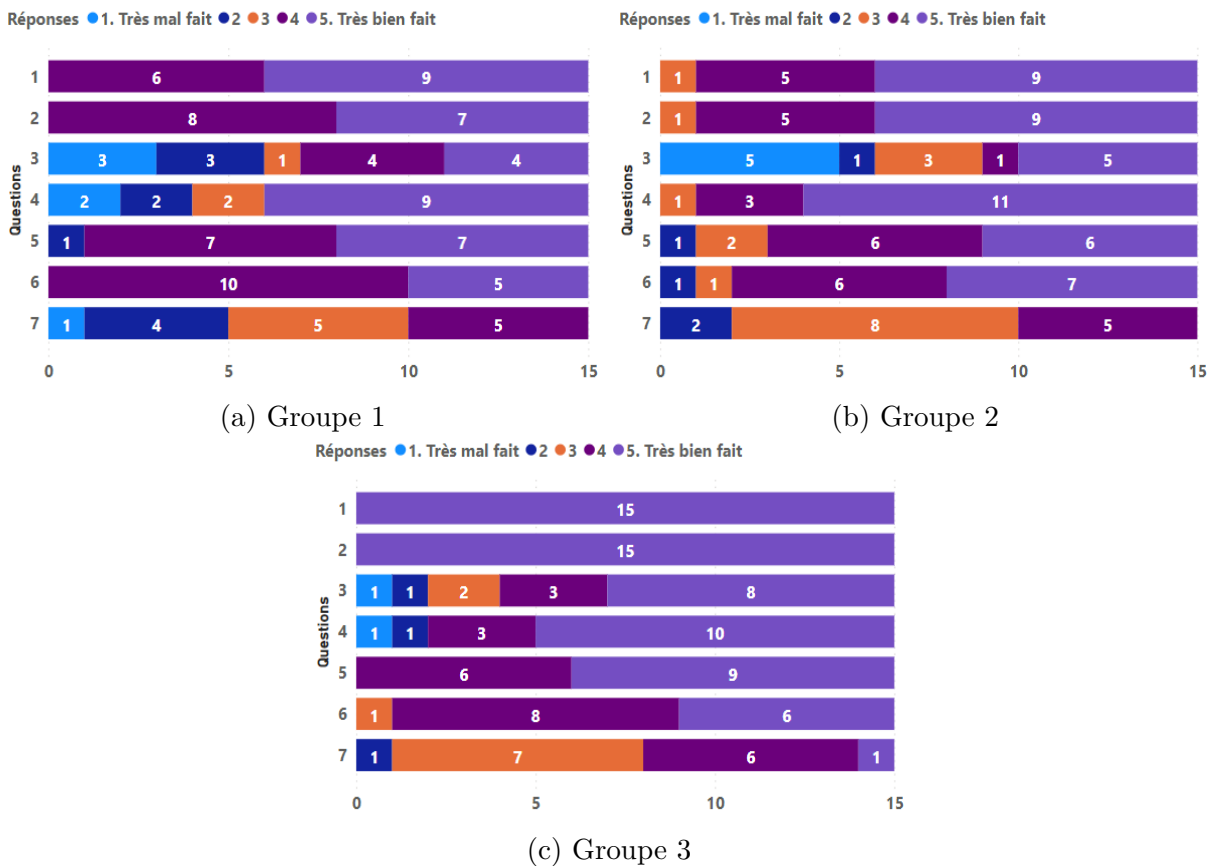 Réponses 1. Très mal fait 2 3 4 5. Très bien fait
Questions
1 6 9
2 8 7
3 3 3 1 4 4
4 2 2 2 9
5 1 7 7
6 10 5
7 1 4 5 5
0 5 10 15
(a) Groupe 1
Réponses 1. Très mal fait 2 3 4 5. Très bien fait
Questions
1 1 5 9
2 1 5 9
3 5 1 3 1 5
4 1 3 11
5 1 2 6 6
6 1 1 6 7
7 2 8 5
0 5 10 15
(b) Groupe 2
Réponses 1. Très mal fait 2 3 4 5. Très bien fait
Questions
1 15
2 15
3 1 1 2 3 8
4 1 1 3 10
5 6 9
6 1 8 6
7 1 7 6 1
0 5 10 15
(c) Groupe 3